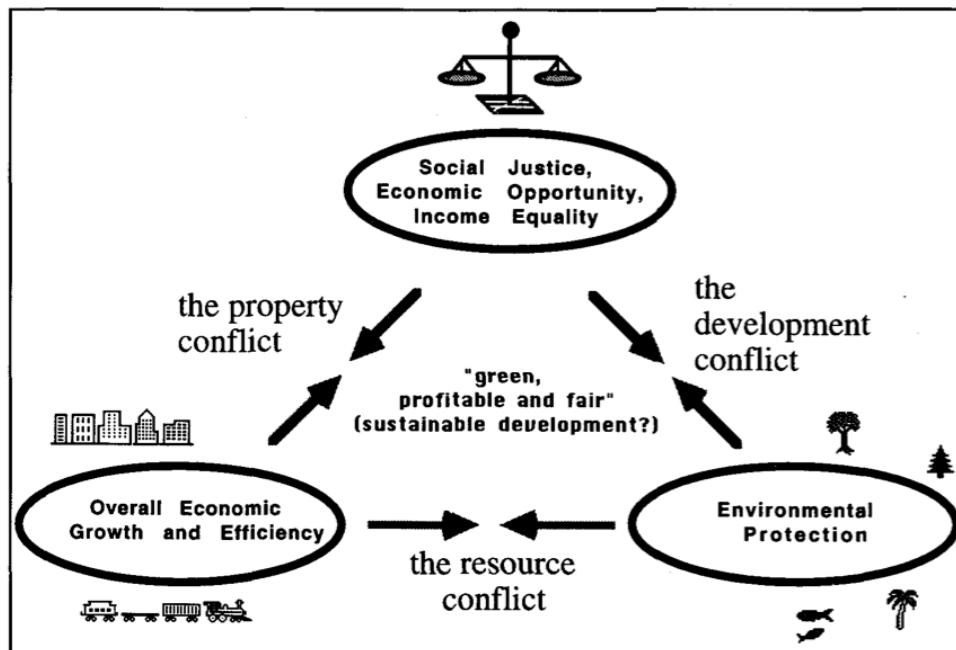 Social Justice,
Economic Opportunity,
Income Equality
the property
conflict
the
development
conflict
"green,
profitable and fair"
(sustainable development?)
Overall Economic
Growth and Efficiency
Environmental
Protection
the resource
conflict